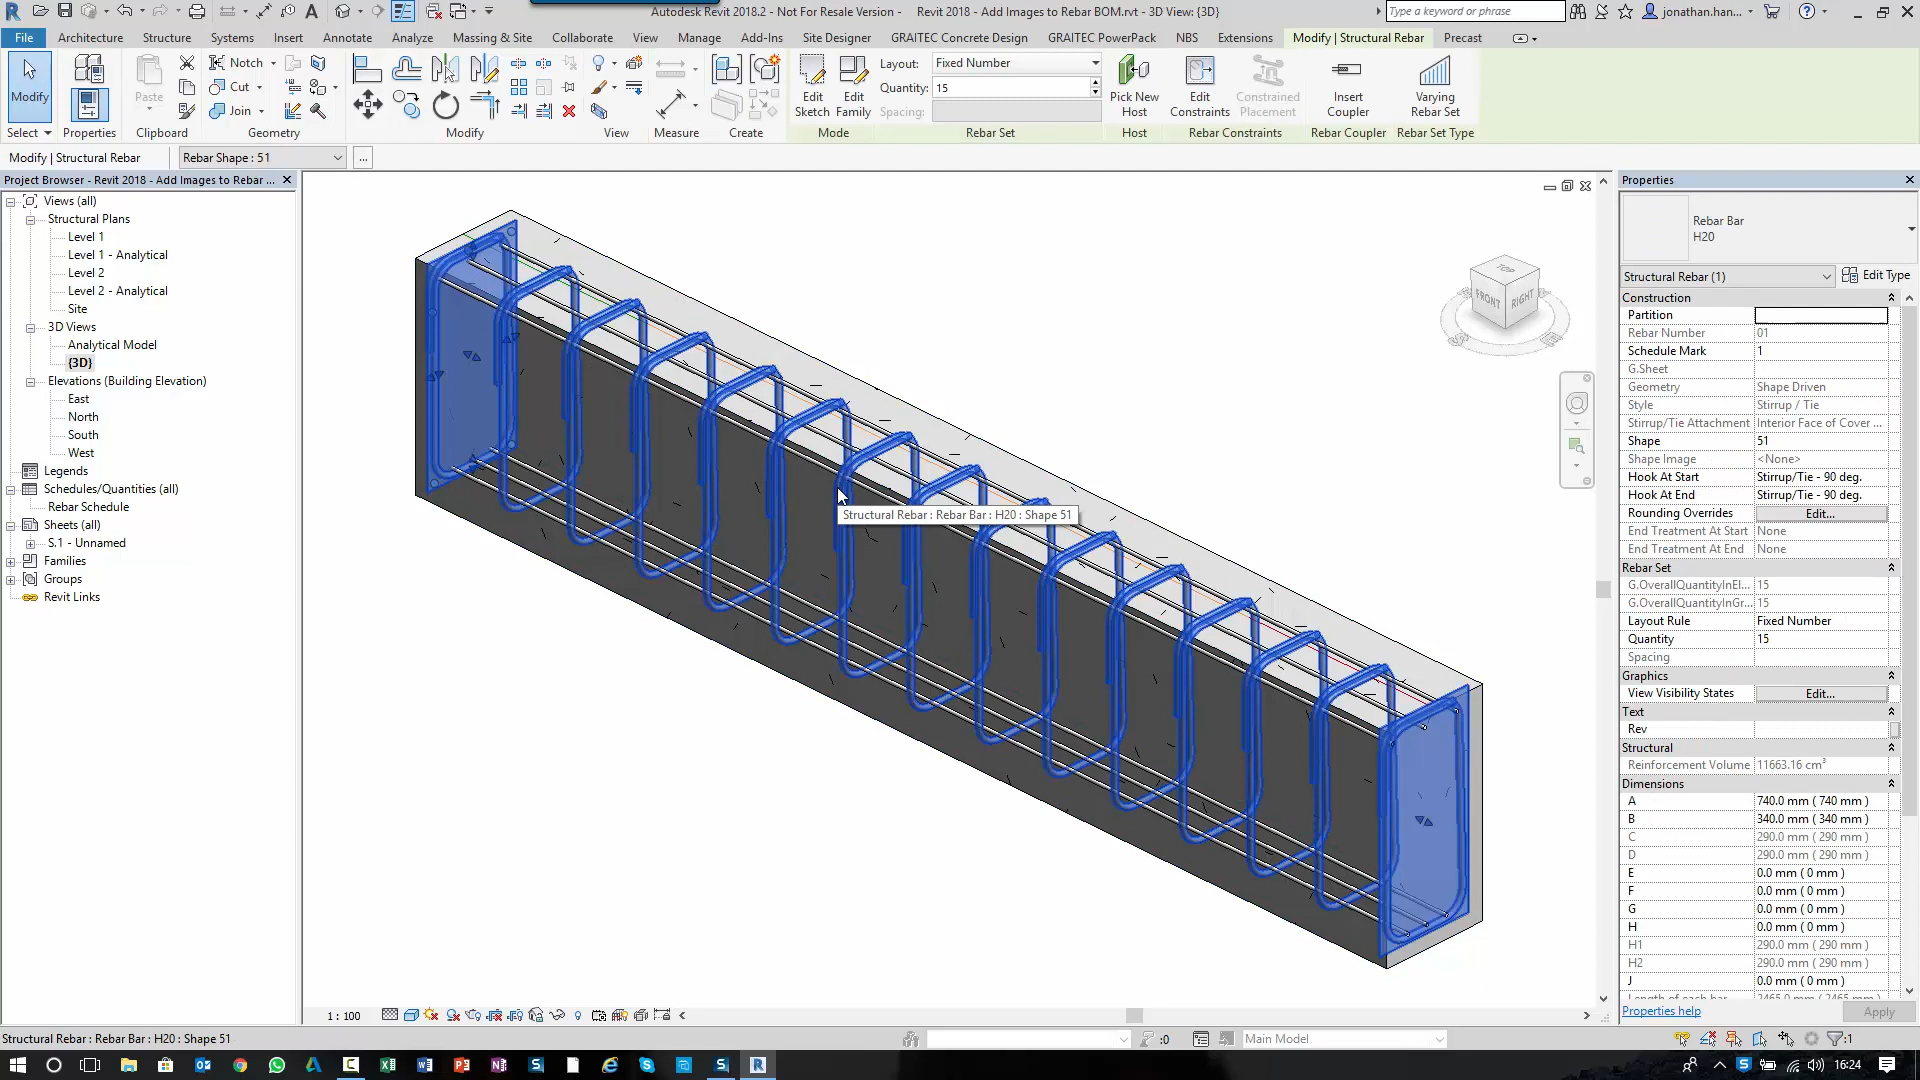 Autodesk Revit 2018.2 - Not For Resale Version - Revit 2018 - Add Images to Rebar BOM.rvt - 3D View: {3D}
Type a keyword or phrase
jonathan.han...
File Architecture Structure Systems Insert Annotate Analyze Massing & Site Collaborate View Manage Add-Ins Site Designer GRAITEC Concrete Design GRAITEC PowerPack NBS Extensions Modify | Structural Rebar Precast
Modify
Properties
Paste
Notch
Cut
Join
Edit Sketch
Edit Family
Layout: Fixed Number
Quantity: 15
Spacing:
Pick New Host
Edit Constraints
Constrained Placement
Insert Coupler
Varying Rebar Set
Select Properties Clipboard Geometry Modify View Measure Create Mode Rebar Set Host Rebar Constraints Rebar Coupler Rebar Set Type
Modify | Structural Rebar Rebar Shape : 51 ...
Project Browser - Revit 2018 - Add Images to Rebar ...
Views (all)
Structural Plans
Level 1
Level 1 - Analytical
Level 2
Level 2 - Analytical
Site
3D Views
Analytical Model
{3D}
Elevations (Building Elevation)
East
North
South
West
Legends
Schedules/Quantities (all)
Rebar Schedule
Sheets (all)
S.1 - Unnamed
Families
Groups
Revit Links
TOP
FRONT
RIGHT
Structural Rebar : Rebar Bar : H20 : Shape 51
Properties
Rebar Bar
H20
Structural Rebar (1) Edit Type
Construction
Partition
Rebar Number 01
Schedule Mark 1
G.Sheet
Geometry Shape Driven
Style Stirrup / Tie
Stirrup/Tie Attachment Interior Face of Cover ...
Shape 51
Shape Image <None>
Hook At Start Stirrup/Tie - 90 deg.
Hook At End Stirrup/Tie - 90 deg.
Rounding Overrides Edit...
End Treatment At Start None
End Treatment At End None
Rebar Set
G.OverallQuantityInEl... 15
G.OverallQuantityInGr... 15
Layout Rule Fixed Number
Quantity 15
Spacing
Graphics
View Visibility States Edit...
Text
Rev
Structural
Reinforcement Volume 11663.16 cm³
Dimensions
A 740.0 mm ( 740 mm )
B 340.0 mm ( 340 mm )
C 290.0 mm ( 290 mm )
D 290.0 mm ( 290 mm )
E 0.0 mm ( 0 mm )
F 0.0 mm ( 0 mm )
G 0.0 mm ( 0 mm )
H 0.0 mm ( 0 mm )
H1 290.0 mm ( 290 mm )
H2 290.0 mm ( 290 mm )
J 0.0 mm ( 0 mm )
Length of each bar 2465.0 mm ( 2465 mm )
Properties help Apply
1 : 100
Structural Rebar : Rebar Bar : H20 : Shape 51
:0
Main Model
:1
16:24